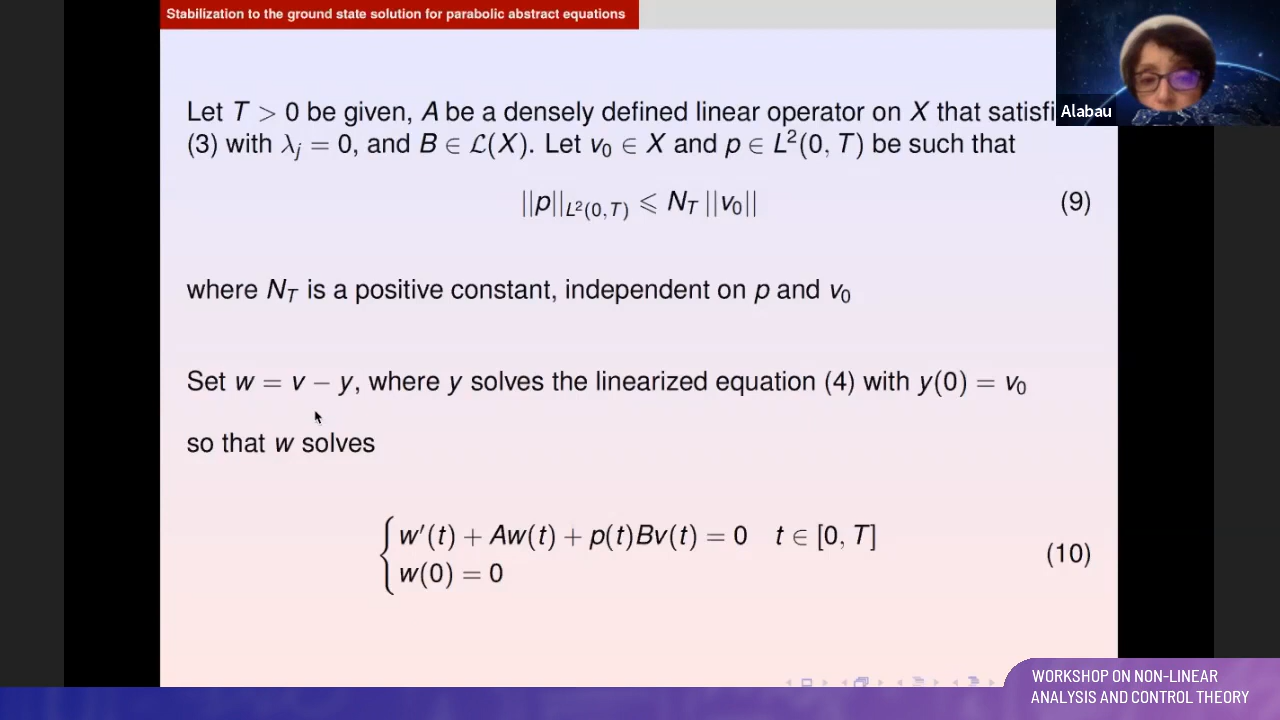 Stabilization to the ground state solution for parabolic abstract equations
Alabau
Let T > 0 be given, A be a densely defined linear operator on X that satisfi
(3) with λ_j = 0, and B ∈ ℒ(X). Let v₀ ∈ X and p ∈ L²(0, T) be such that
||p||_{L²(0,T)} ⩽ N_T ||v₀|| (9)
where N_T is a positive constant, independent on p and v₀
Set w = v − y, where y solves the linearized equation (4) with y(0) = v₀
so that w solves
w′(t) + Aw(t) + p(t)Bv(t) = 0 t ∈ [0, T]
w(0) = 0
(10)
WORKSHOP ON NON-LINEAR
ANALYSIS AND CONTROL THEORY